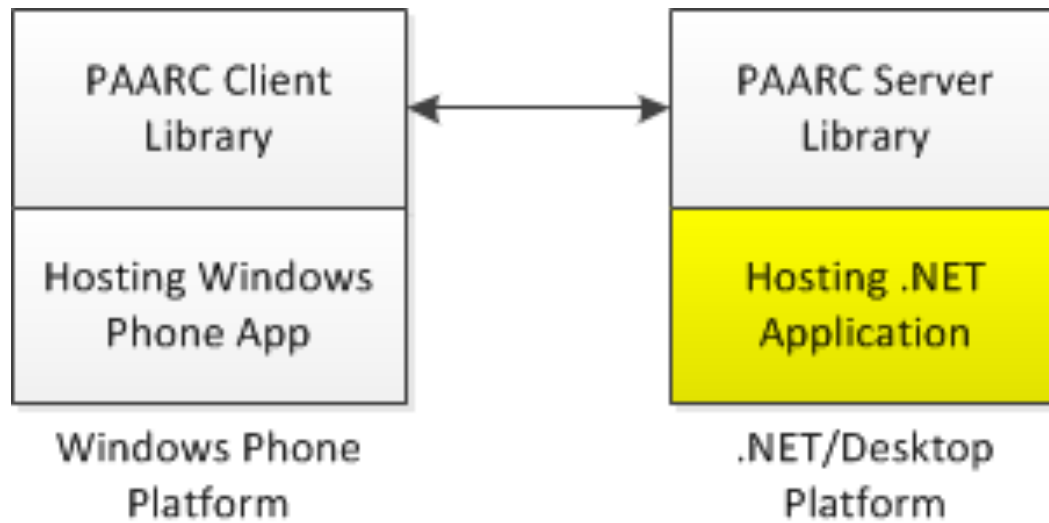 PAARC Client
Library
Hosting Windows
Phone App
Windows Phone
Platform
PAARC Server
Library
Hosting .NET
Application
.NET/Desktop
Platform